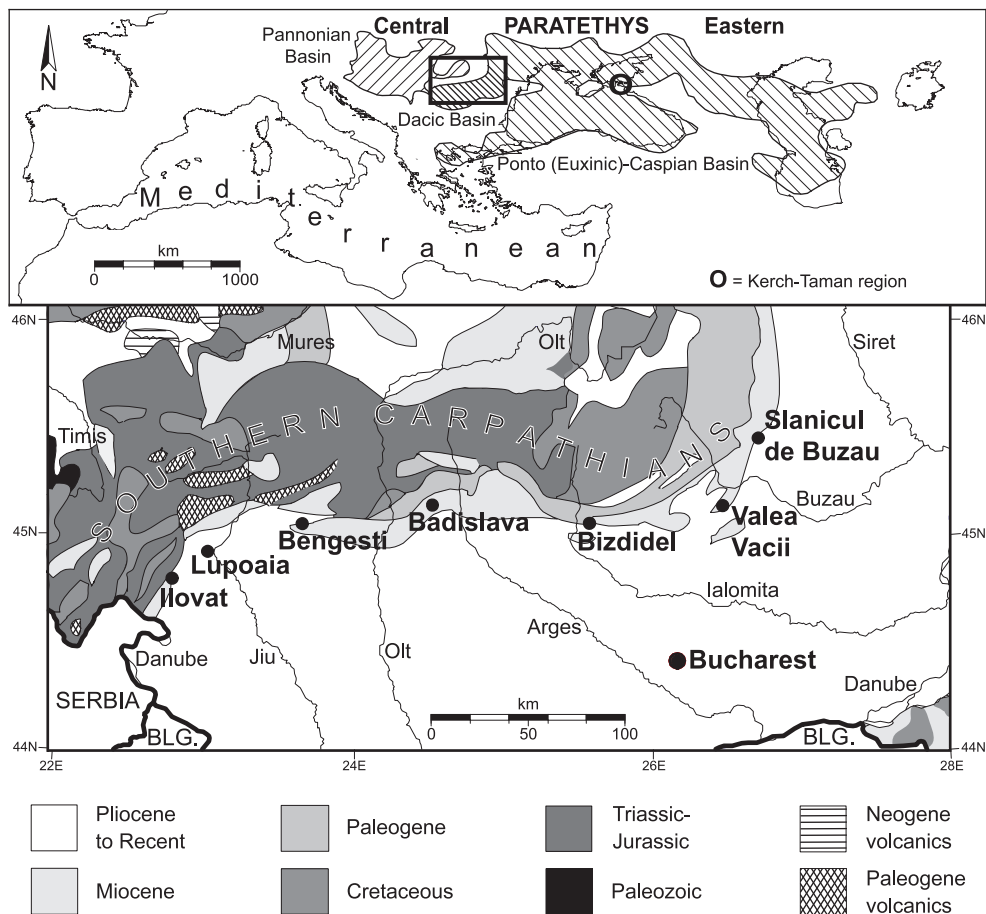 Central PARATETHYS Eastern
Pannonian
Basin
N
Dacic Basin
Ponto (Euxinic)-Caspian Basin
Mediterranean
km
0 1000
O = Kerch-Taman region
46N 46N
Mures Olt Siret
SOUTHERN CARPATHIANS
Timis
Slanicul
de Buzau
Buzau
45N 45N
Badislava
Bengesti
Bizdidel
Valea
Vacii
Lupoaia
Ilovat
Ialomita
Arges
Danube Jiu Olt
Bucharest
SERBIA
Danube
km
0 50 100
BLG. BLG.
44N 44N
22E 24E 26E 28E
Pliocene
to Recent
Paleogene
Triassic-
Jurassic
Neogene
volcanics
Miocene
Cretaceous
Paleozoic
Paleogene
volcanics